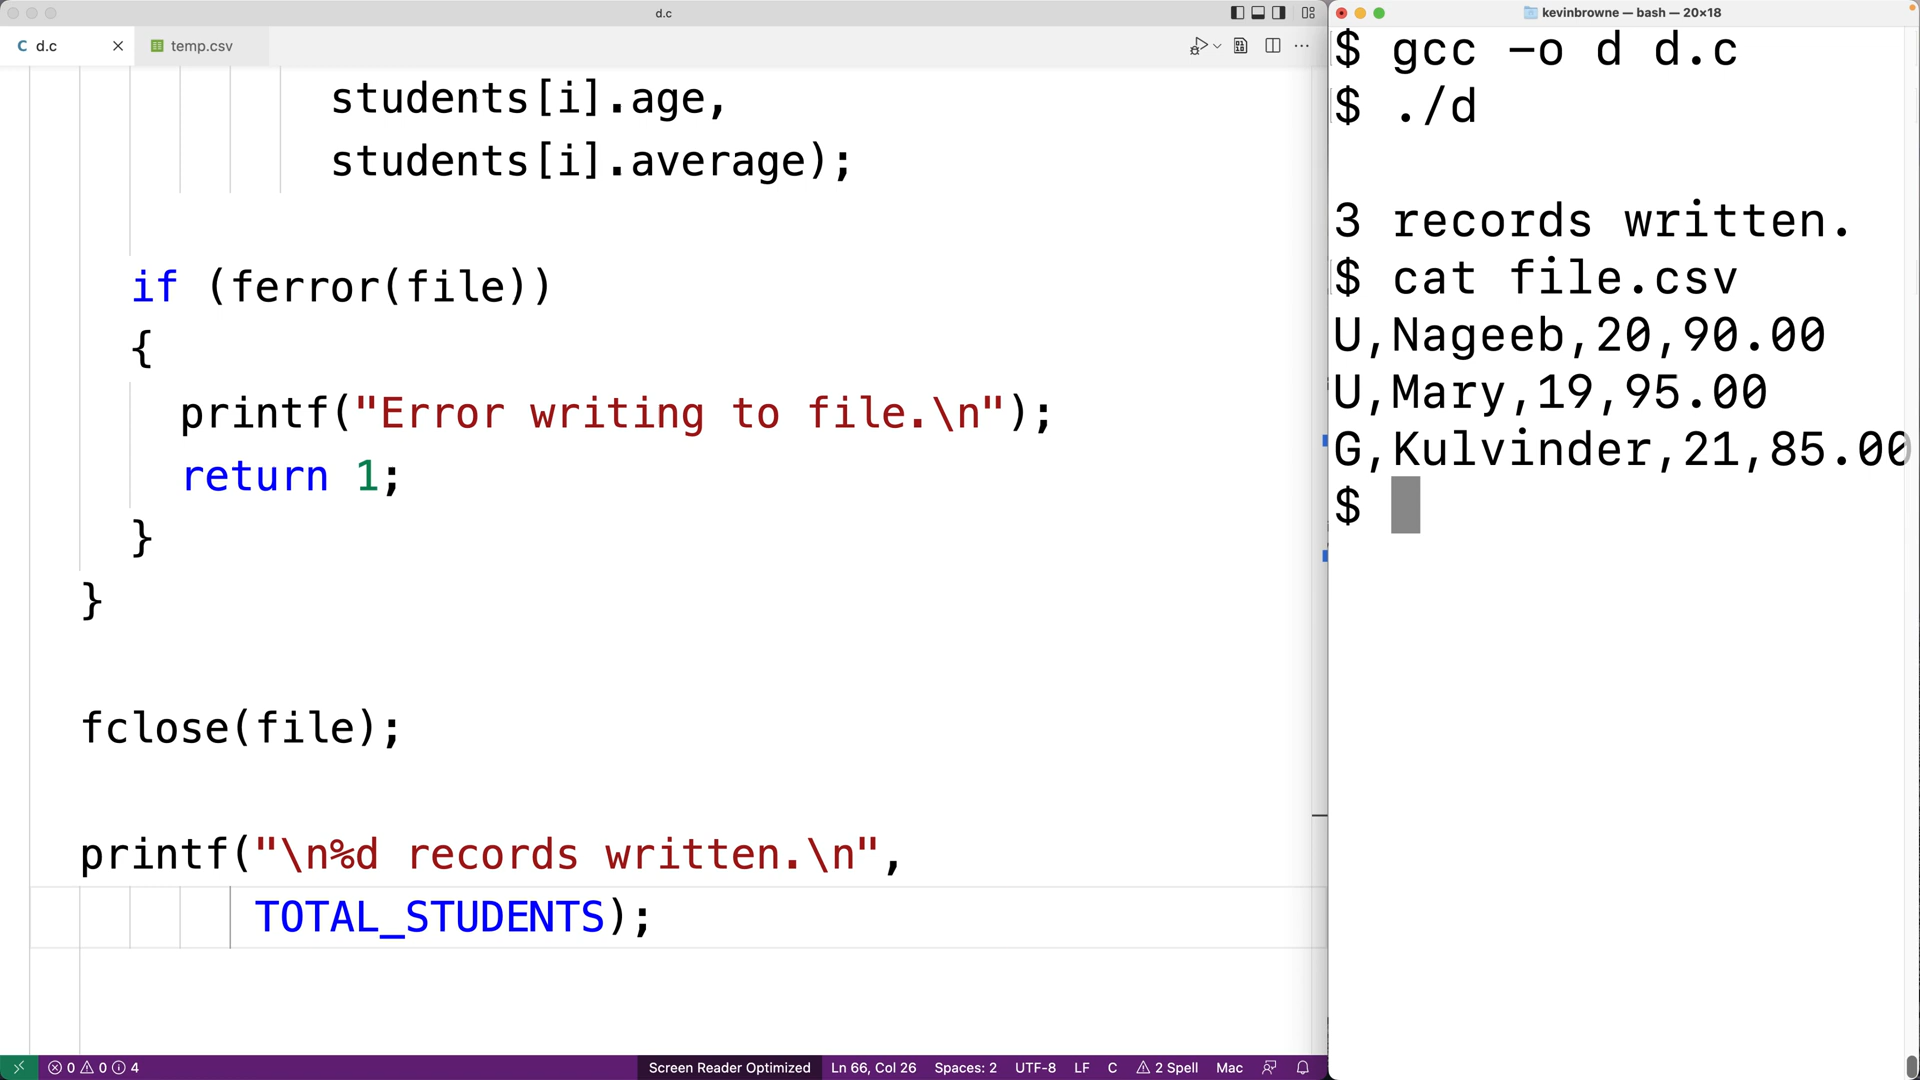 d.c
C d.c
temp.csv
students[i].age,
students[i].average);
if (ferror(file))
{
printf("Error writing to file.\n");
return 1;
}
}
fclose(file);
printf("\n%d records written.\n",
TOTAL_STUDENTS);
0 0 4
Screen Reader Optimized
Ln 66, Col 26
Spaces: 2
UTF-8
LF
C
2 Spell
Mac
kevinbrowne — bash — 20×18
$ gcc -o d d.c
$ ./d
3 records written.
$ cat file.csv
U,Nageeb,20,90.00
U,Mary,19,95.00
G,Kulvinder,21,85.00
$